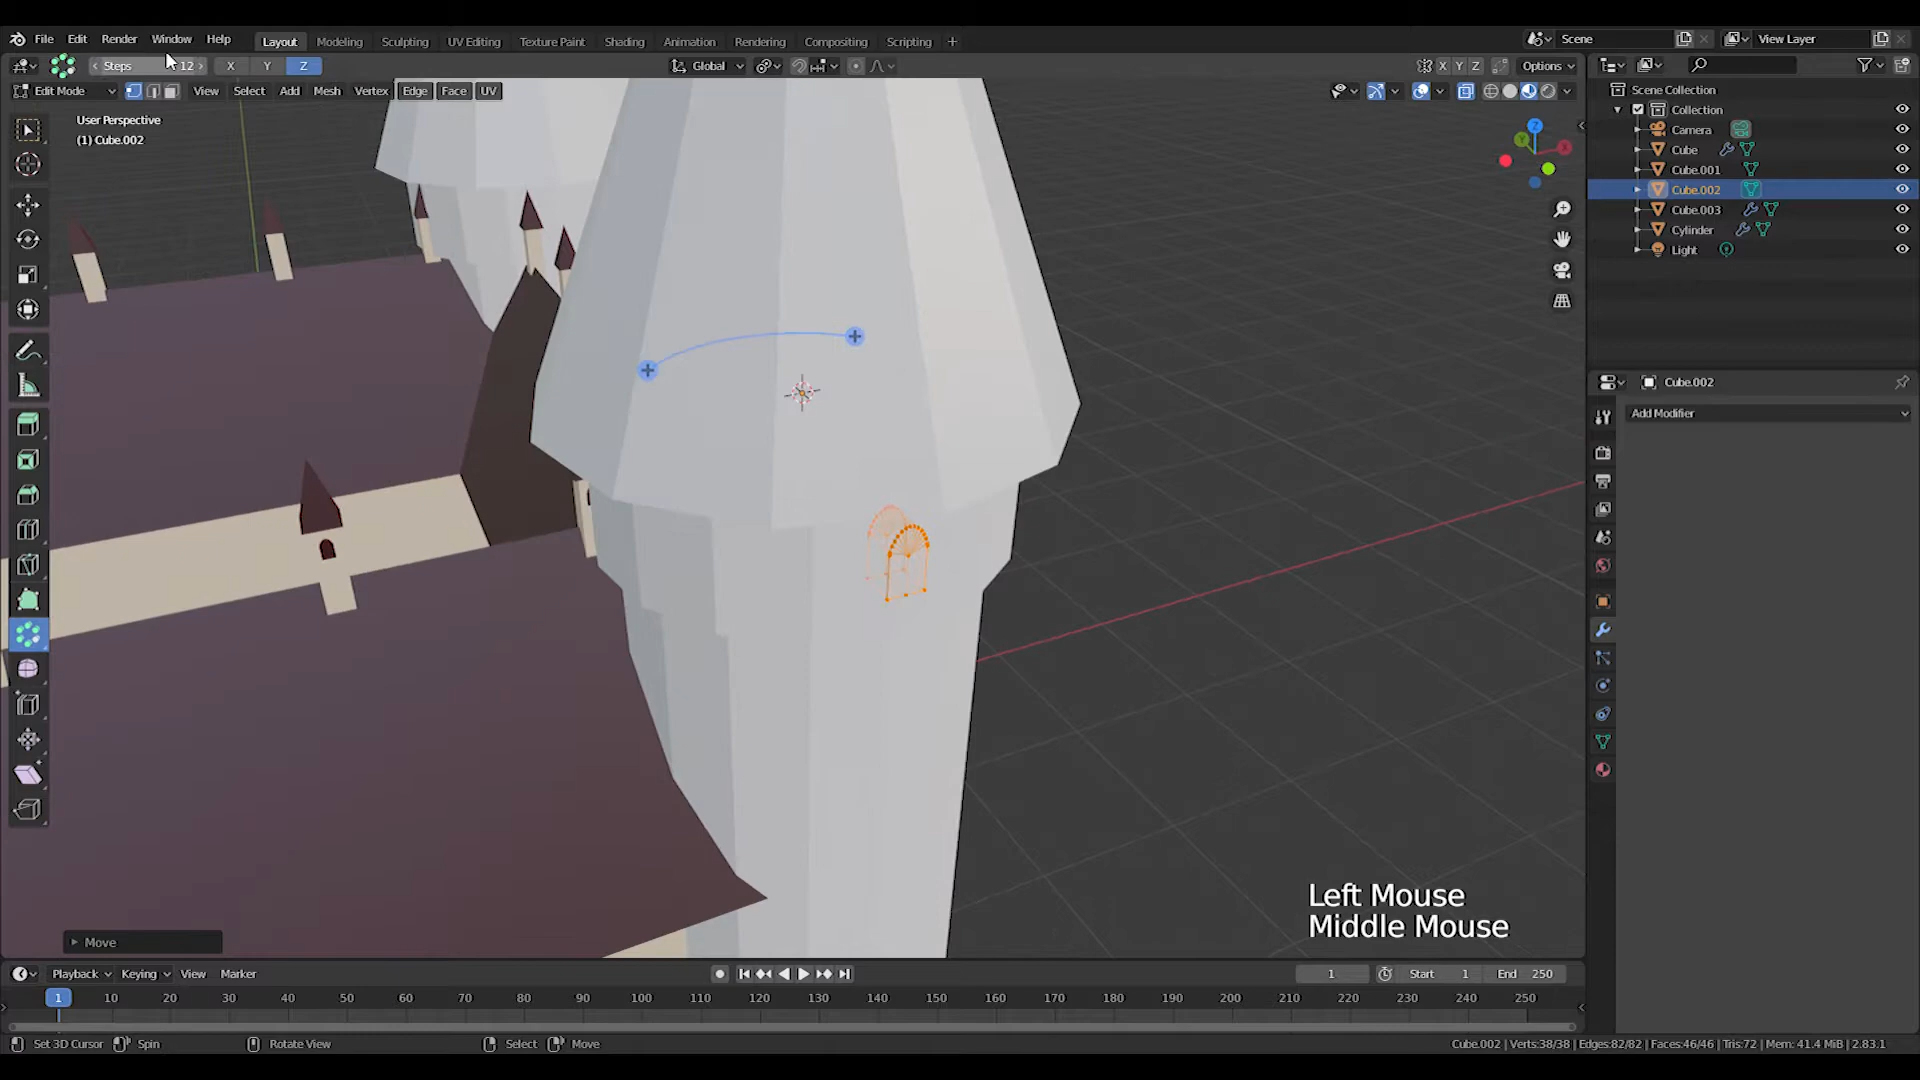 File Edit Render Window Help Layout Modeling Sculpting UV Editing Texture Paint Shading Animation Rendering Compositing Scripting + Scene View Layer
Steps 12 X Y Z Global X Y Z Options
Edit Mode View Select Add Mesh Vertex Edge Face UV
User Perspective
(1) Cube.002
Scene Collection
Collection
Camera
Cube
Cube.001
Cube.002
Cube.003
Cylinder
Light
Cube.002
Add Modifier
Left Mouse
Middle Mouse
Move
Playback Keying View Marker 1 Start 1 End 250
1 10 20 30 40 50 60 70 80 90 100 110 120 130 140 150 160 170 180 190 200 210 220 230 240 250
Set 3D Cursor Spin Rotate View Select Move Cube.002 | Verts:38/38 | Edges:82/82 | Faces:46/46 | Tris:72 | Mem: 41.4 MiB | 2.83.1